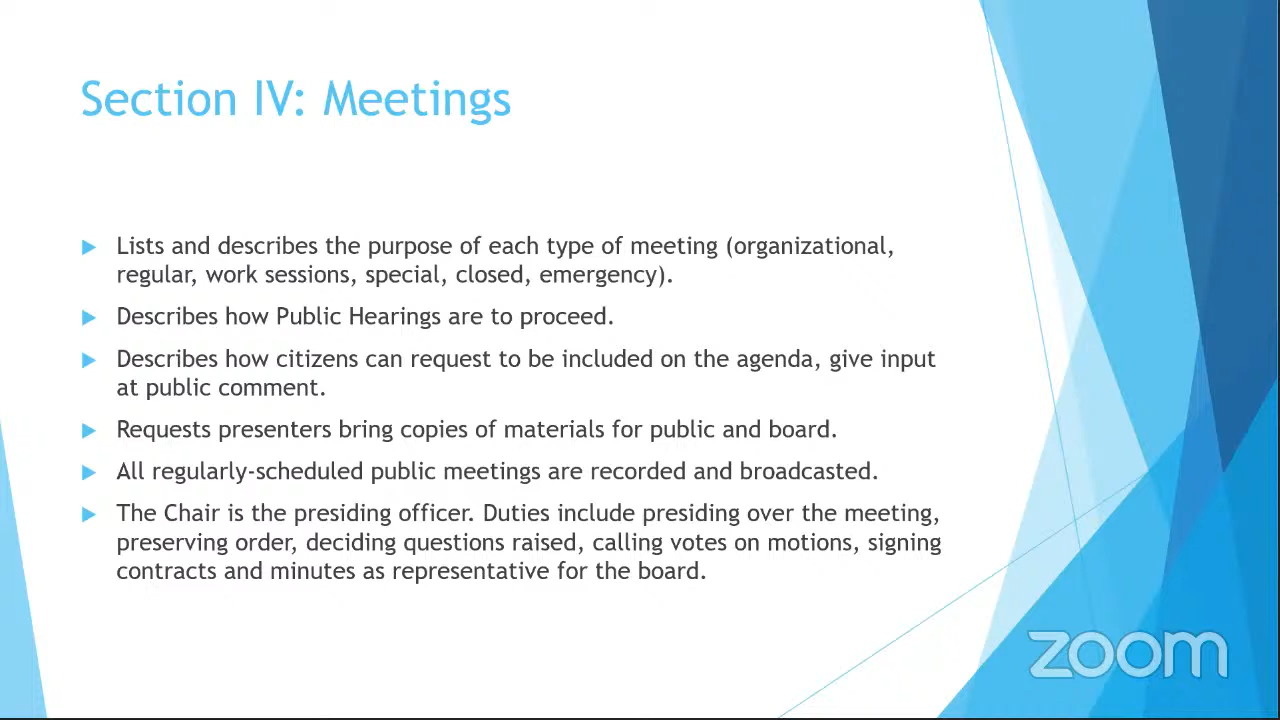 Section IV: Meetings
Lists and describes the purpose of each type of meeting (organizational,
regular, work sessions, special, closed, emergency).
Describes how Public Hearings are to proceed.
Describes how citizens can request to be included on the agenda, give input
at public comment.
Requests presenters bring copies of materials for public and board.
All regularly-scheduled public meetings are recorded and broadcasted.
The Chair is the presiding officer. Duties include presiding over the meeting,
preserving order, deciding questions raised, calling votes on motions, signing
contracts and minutes as representative for the board.
zoom